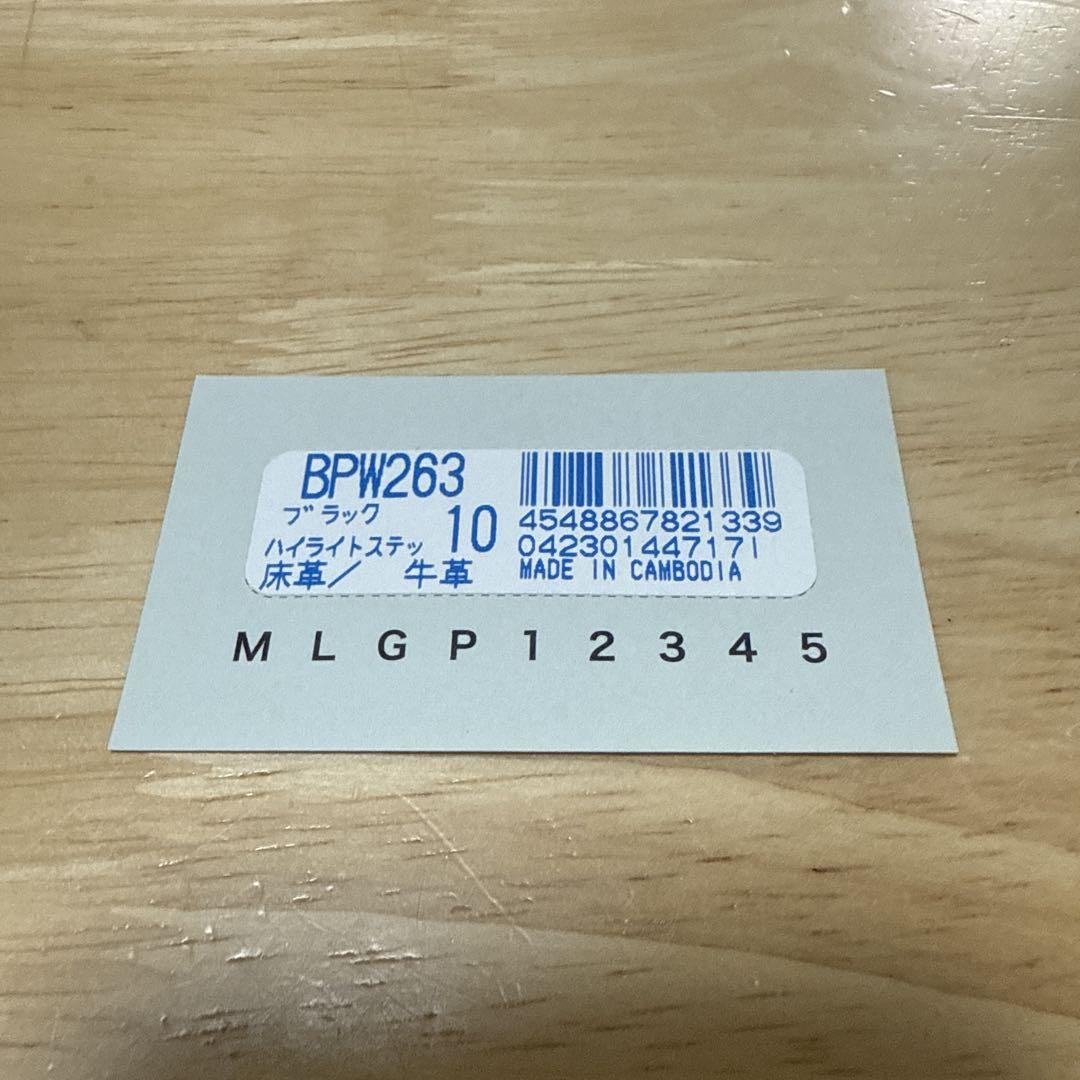 BPW263
ブラック
ハイライトステッ 10
床革/ 牛革
4548867821339
042301447171
MADE IN CAMBODIA
M L G P 1 2 3 4 5